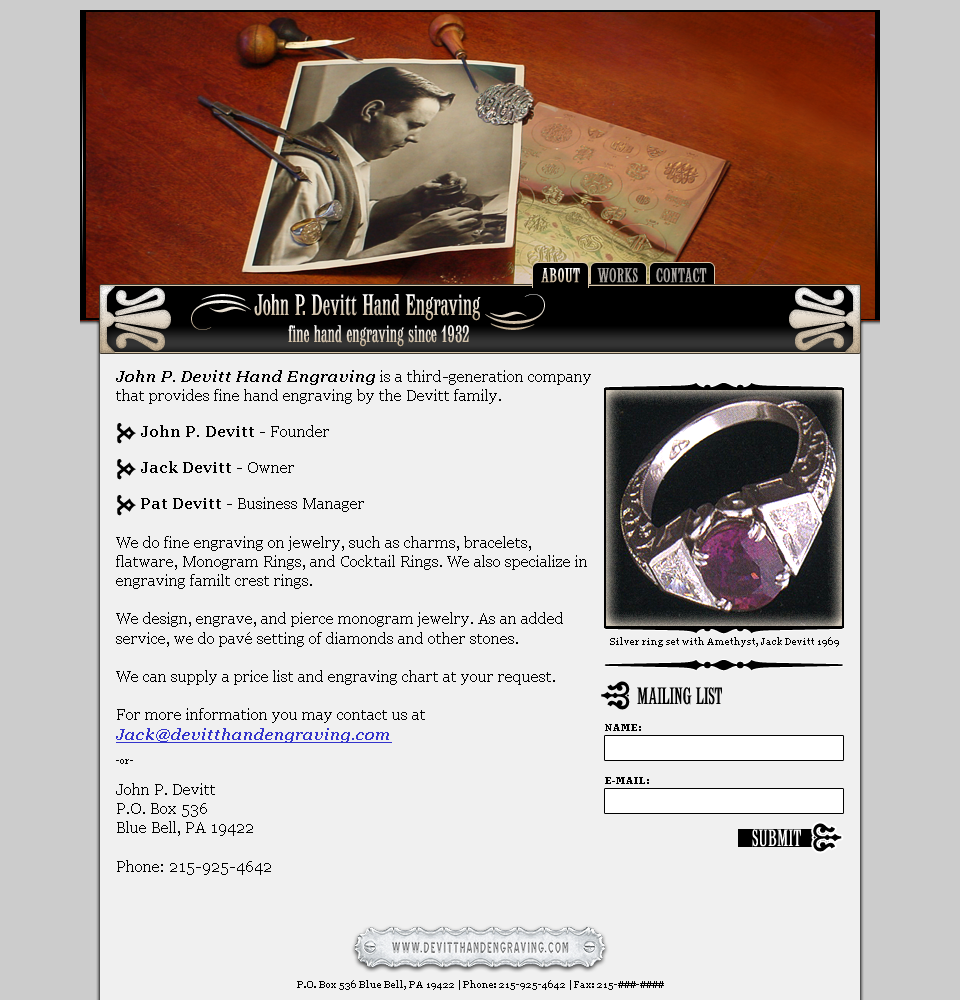 ABOUT WORKS CONTACT
John P. Devitt Hand Engraving
fine hand engraving since 1932
John P. Devitt Hand Engraving is a third-generation company
that provides fine hand engraving by the Devitt family.
John P. Devitt - Founder
Jack Devitt - Owner
Pat Devitt - Business Manager
We do fine engraving on jewelry, such as charms, bracelets,
flatware, Monogram Rings, and Cocktail Rings. We also specialize in
engraving familt crest rings.
We design, engrave, and pierce monogram jewelry. As an added
service, we do pavé setting of diamonds and other stones.
We can supply a price list and engraving chart at your request.
For more information you may contact us at
Jack@devitthandengraving.com
-or-
John P. Devitt
P.O. Box 536
Blue Bell, PA 19422
Phone: 215-925-4642
Silver ring set with Amethyst, Jack Devitt 1969
MAILING LIST
NAME:
E-MAIL:
SUBMIT
WWW.DEVITTHANDENGRAVING.COM
P.O. Box 536 Blue Bell, PA 19422 | Phone: 215-925-4642 | Fax: 215-###-####